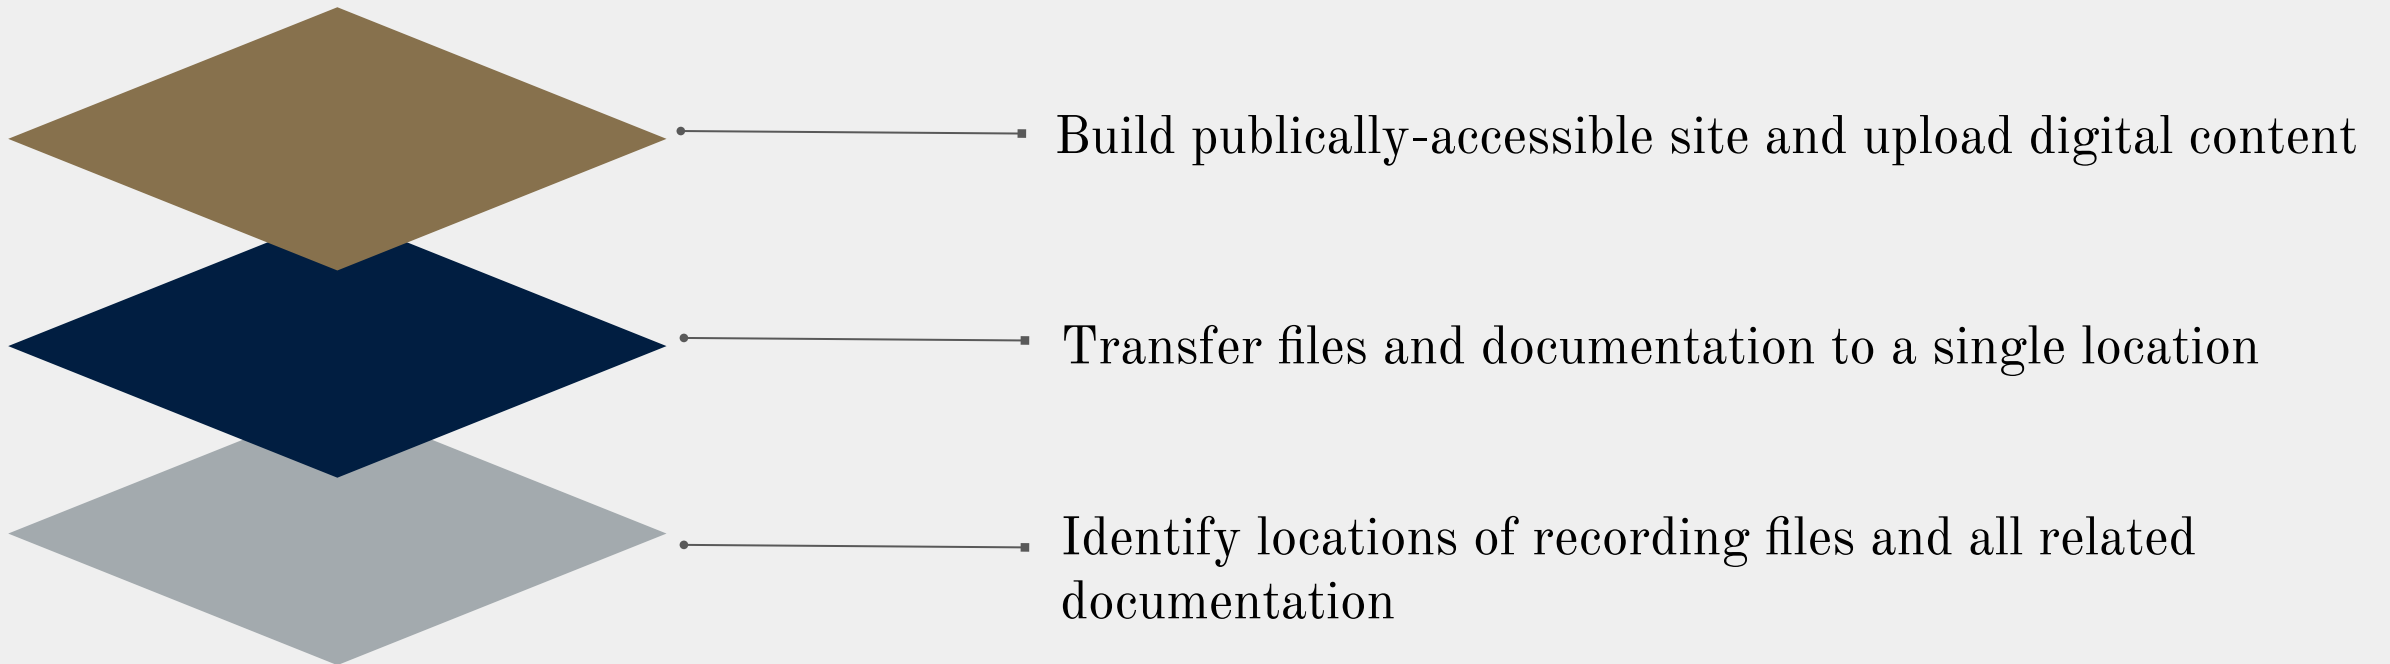 Build publically-accessible site and upload digital content
Transfer files and documentation to a single location
Identify locations of recording files and all related
documentation